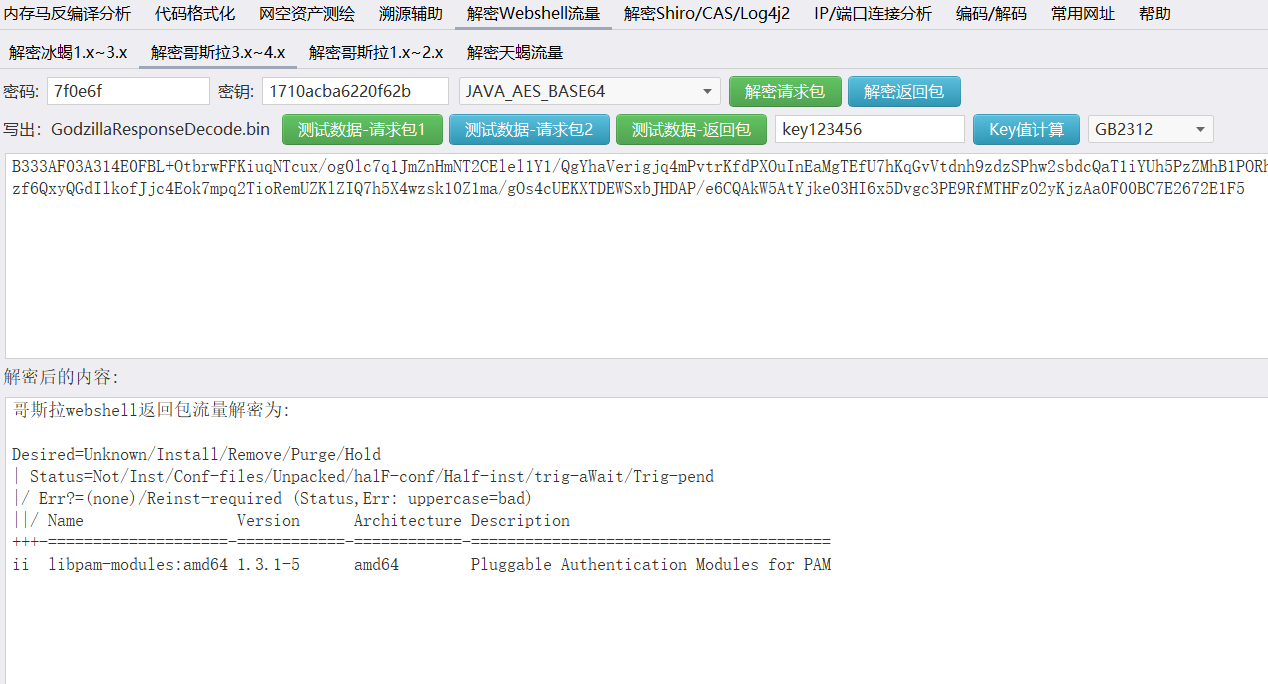 内存马反编译分析 代码格式化 网空资产测绘 溯源辅助 解密Webshell流量 解密Shiro/CAS/Log4j2 IP/端口连接分析 编码/解码 常用网址 帮助
解密冰蝎1.x~3.x 解密哥斯拉3.x~4.x 解密哥斯拉1.x~2.x 解密天蝎流量
密码: 7f0e6f 密钥: 1710acba6220f62b JAVA_AES_BASE64 解密请求包 解密返回包
写出: GodzillaResponseDecode.bin 测试数据-请求包1 测试数据-请求包2 测试数据-返回包 key123456 Key值计算 GB2312
B333AF03A314E0FBL+OtbrwFFKiuqNTcux/og0lc7q1JmZnHmNT2CElel1Y1/QgYhaVerigjq4mPvtrKfdPXOuInEaMgTEfU7hKqGvVtdnh9zdzSPhw2sbdcQaTliYUh5PzZMhB1PORh
zf6QxyQGdIlkofJjc4Eok7mpq2TioRemUZKlZIQ7h5X4wzsk10Z1ma/gOs4cUEKXTDEWSxbJHDAP/e6CQAkW5AtYjke03HI6x5Dvgc3PE9RfMTHFzO2yKjzAa0F00BC7E2672E1F5
解密后的内容:
哥斯拉webshell返回包流量解密为:
Desired=Unknown/Install/Remove/Purge/Hold
| Status=Not/Inst/Conf-files/Unpacked/halF-conf/Half-inst/trig-aWait/Trig-pend
|/ Err?=(none)/Reinst-required (Status,Err: uppercase=bad)
||/ Name Version Architecture Description
+++-====================-============-============-========================================
ii libpam-modules:amd64 1.3.1-5 amd64 Pluggable Authentication Modules for PAM